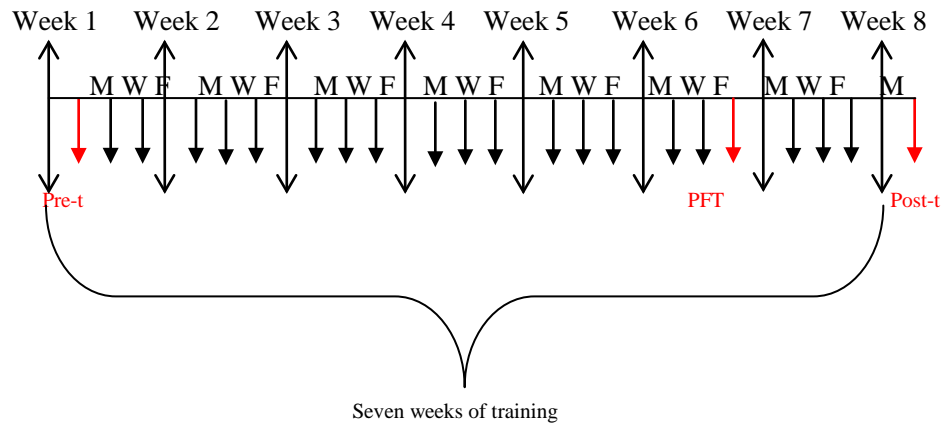 Week 1 Week 2 Week 3 Week 4 Week 5 Week 6 Week 7 Week 8
M W F M W F M W F M W F M W F M W F M W F M
Pre-t PFT Post-t
Seven weeks of training